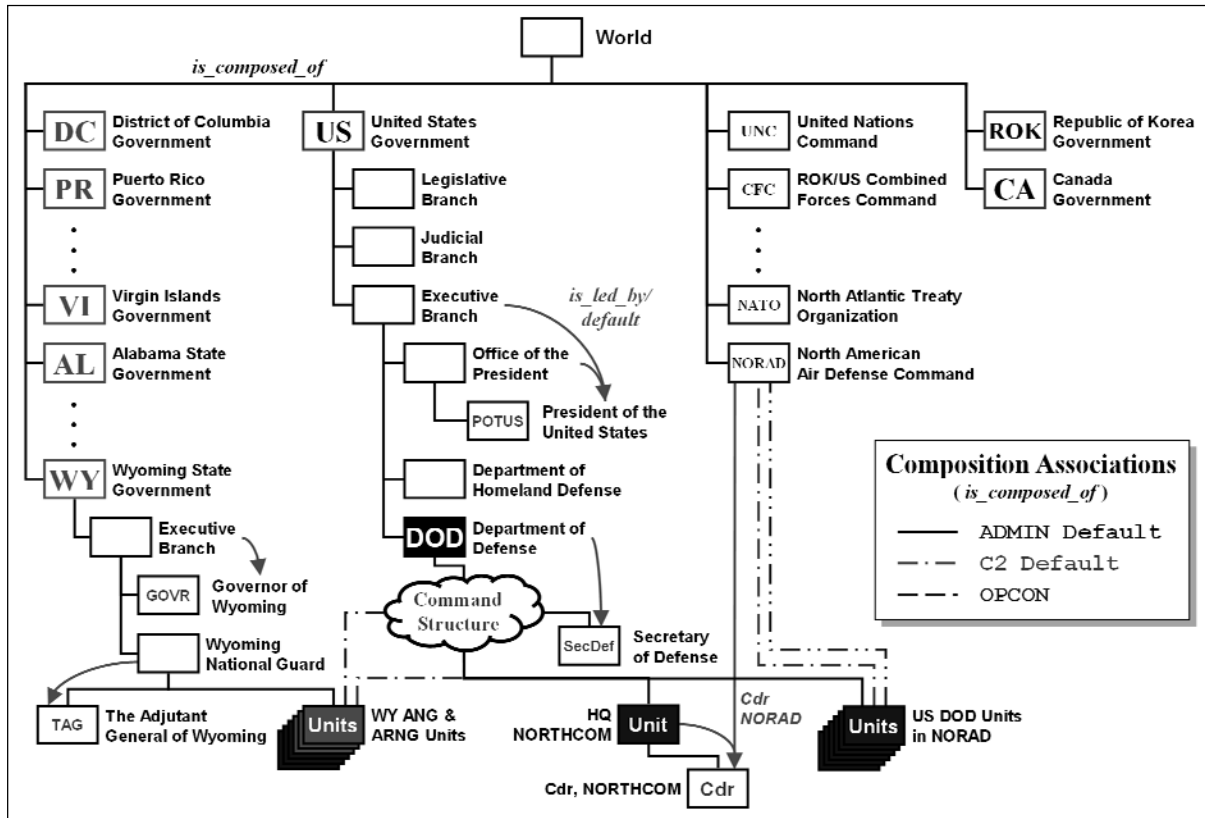 World
is_composed_of
DC
District of Columbia
Government
US
United States
Government
UNC
United Nations
Command
ROK
Republic of Korea
Government
PR
Puerto Rico
Government
Legislative
Branch
CFC
ROK/US Combined
Forces Command
CA
Canada
Government
Judicial
Branch
VI
Virgin Islands
Government
Executive
Branch
is_led_by/
default
NATO
North Atlantic Treaty
Organization
AL
Alabama State
Government
Office of the
President
NORAD
North American
Air Defense Command
POTUS
President of the
United States
WY
Wyoming State
Government
Department of
Homeland Defense
Composition Associations
( is_composed_of )
ADMIN Default
C2 Default
OPCON
Executive
Branch
DOD
Department of
Defense
GOVR
Governor of
Wyoming
Command
Structure
SecDef
Secretary
of Defense
Wyoming
National Guard
TAG
The Adjutant
General of Wyoming
Units
WY ANG &
ARNG Units
HQ
NORTHCOM
Unit
Cdr
NORAD
Units
US DOD Units
in NORAD
Cdr, NORTHCOM
Cdr